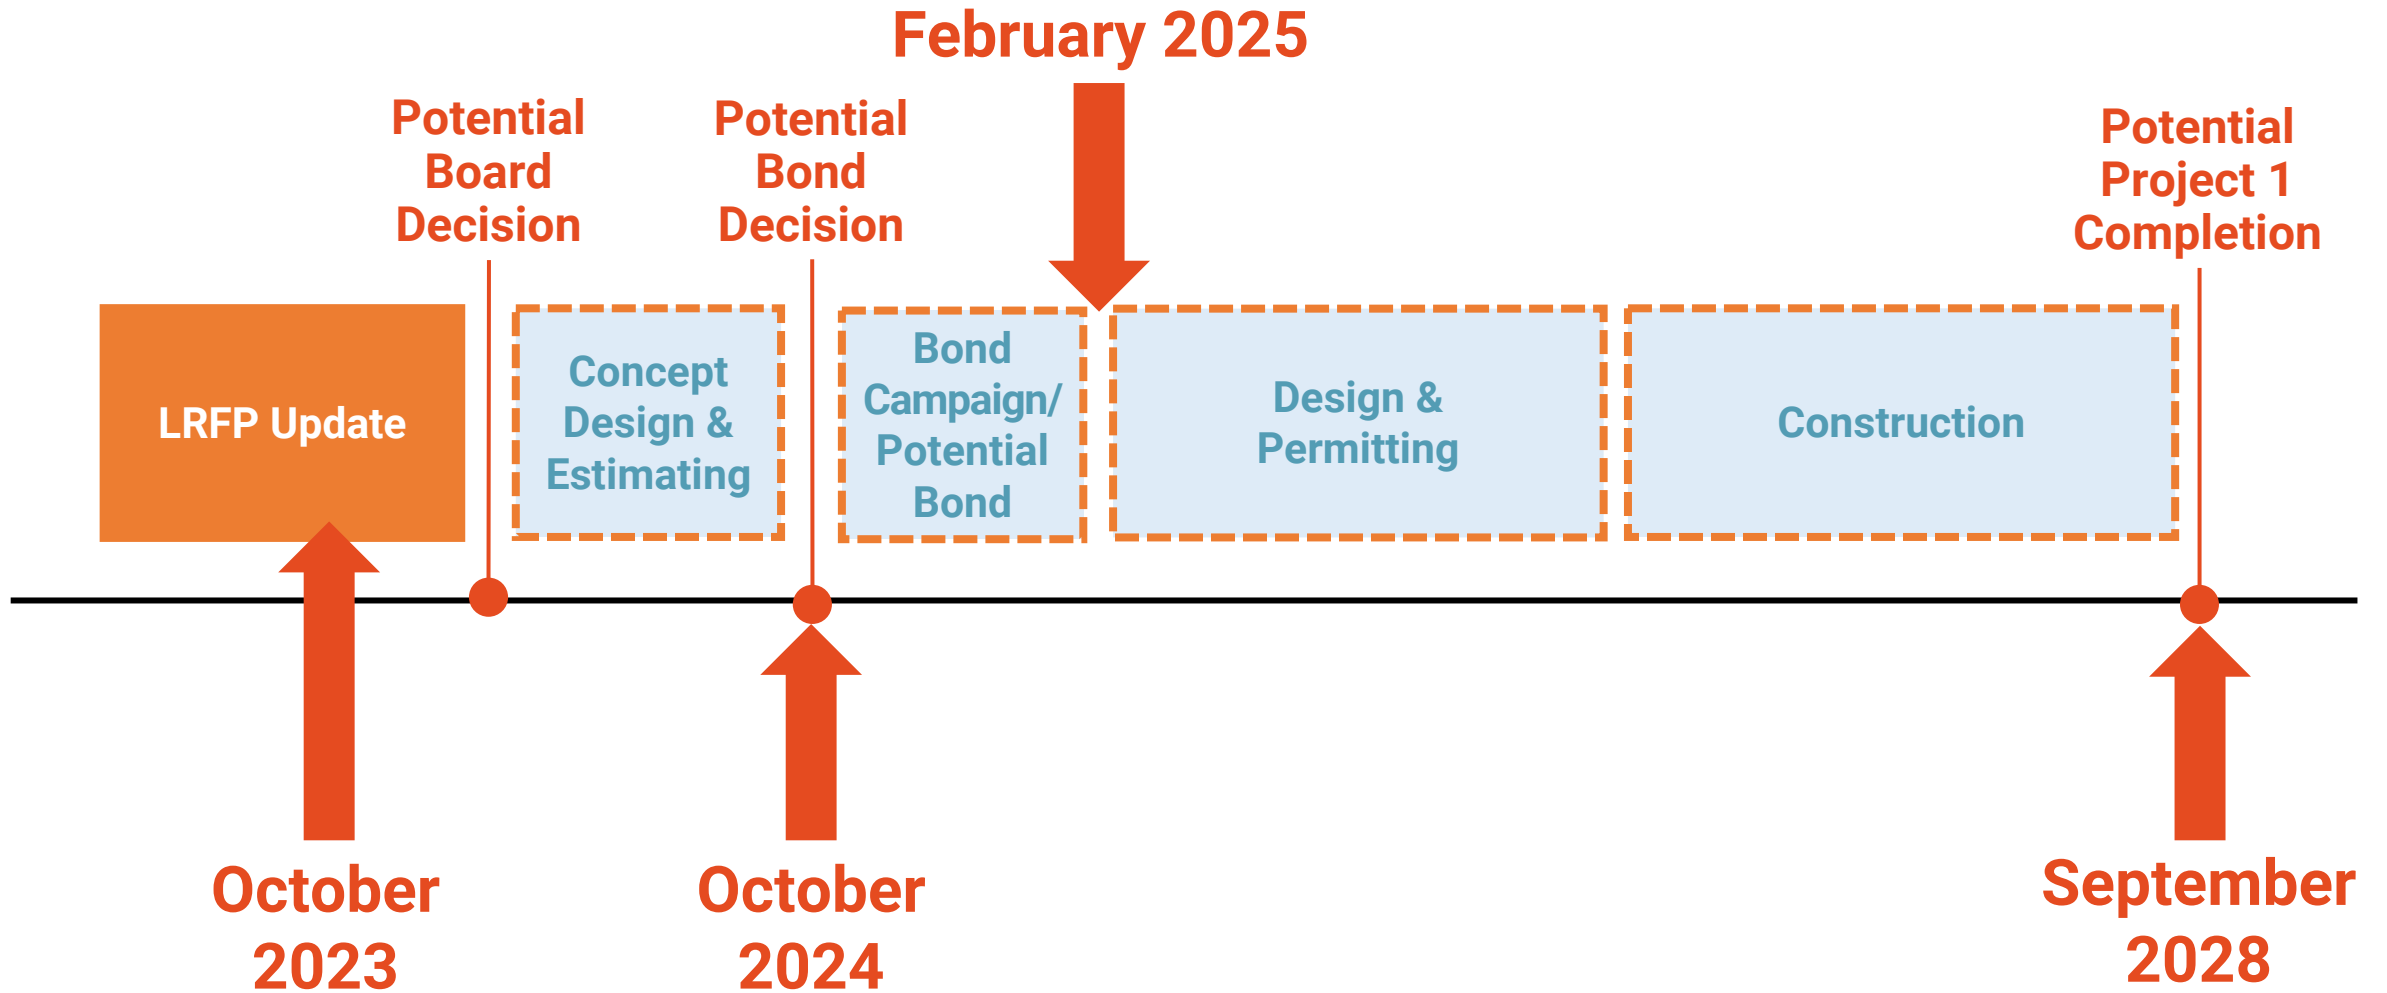 February 2025
Potential
Board
Decision
Potential
Bond
Decision
Potential
Project 1
Completion
LRFP Update
Concept
Design &
Estimating
Bond
Campaign/
Potential
Bond
Design &
Permitting
Construction
October
2023
October
2024
September
2028